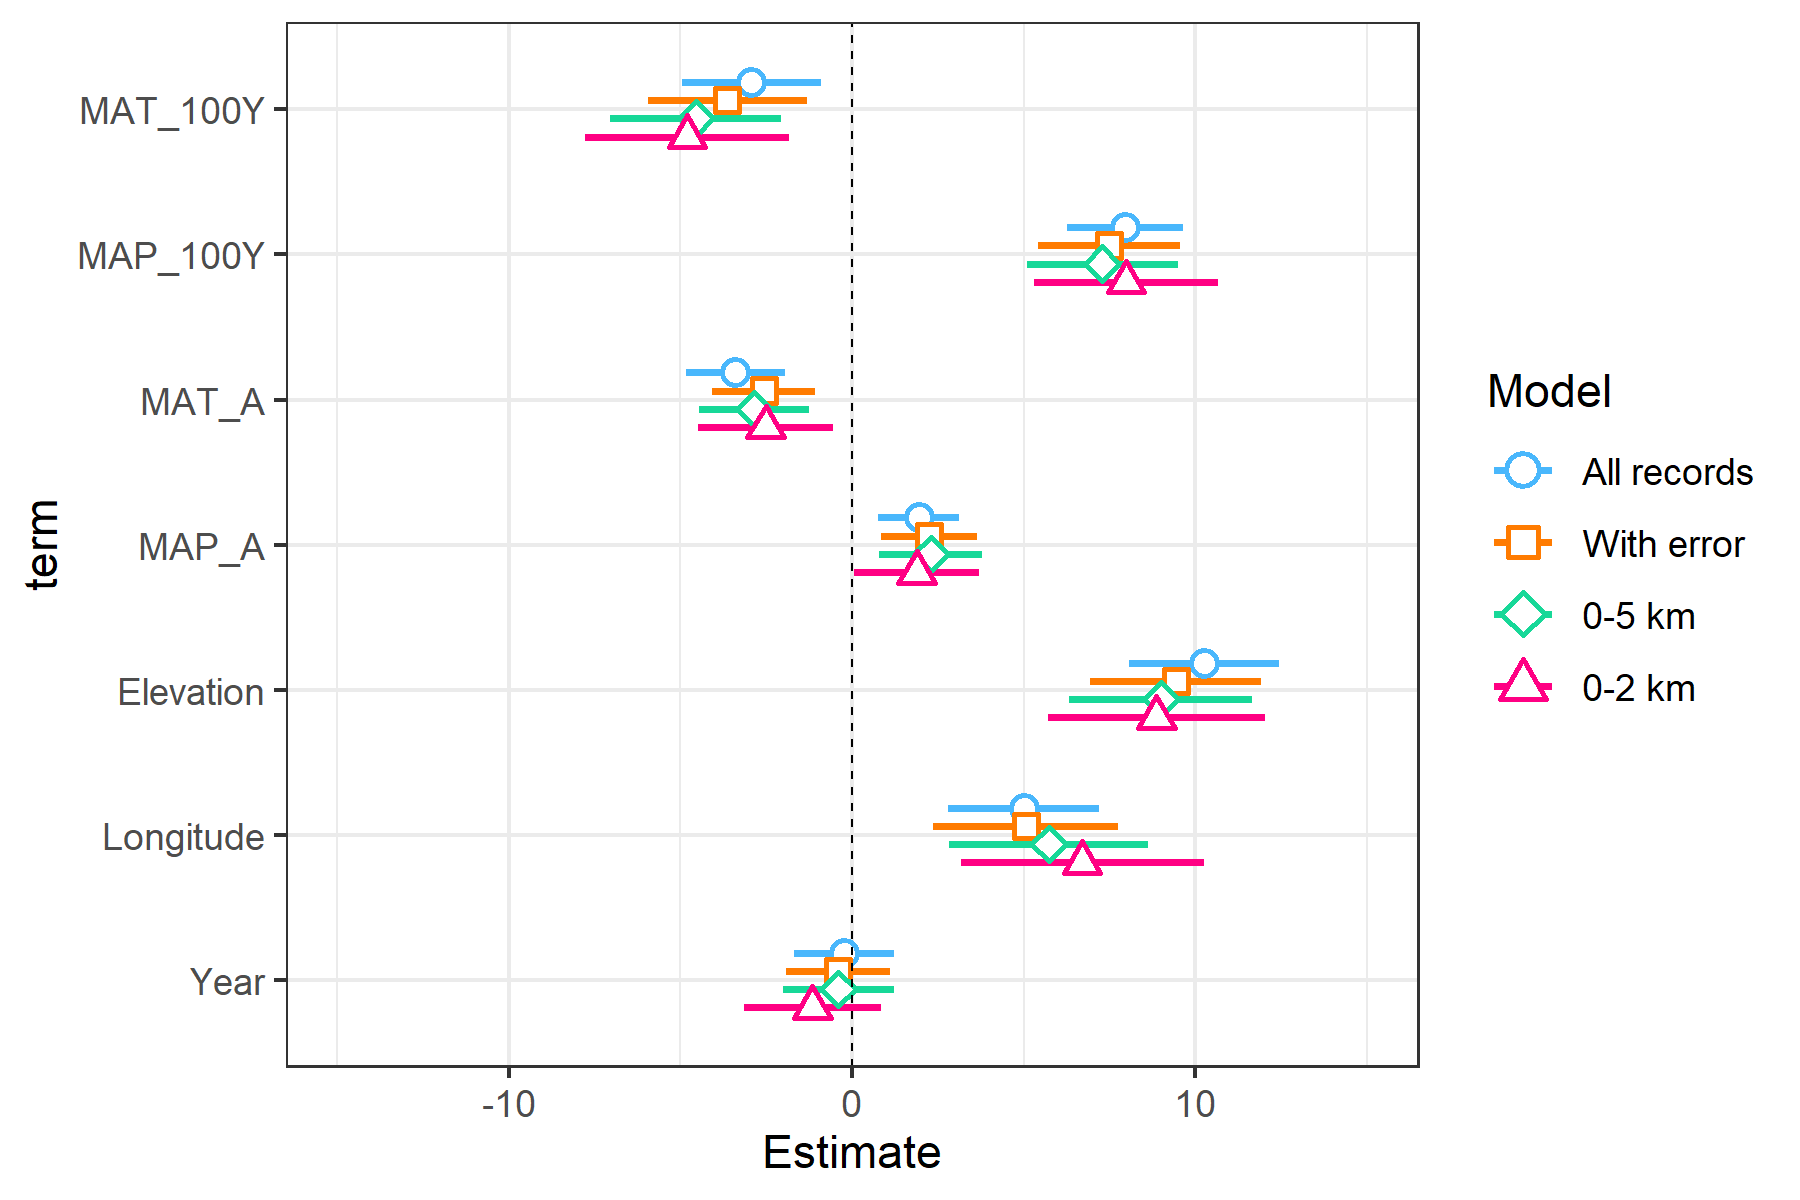 term
MAT_100Y
MAP_100Y
MAT_A
MAP_A
Elevation
Longitude
Year
-10 0 10
Estimate
Model
All records
With error
0-5 km
0-2 km